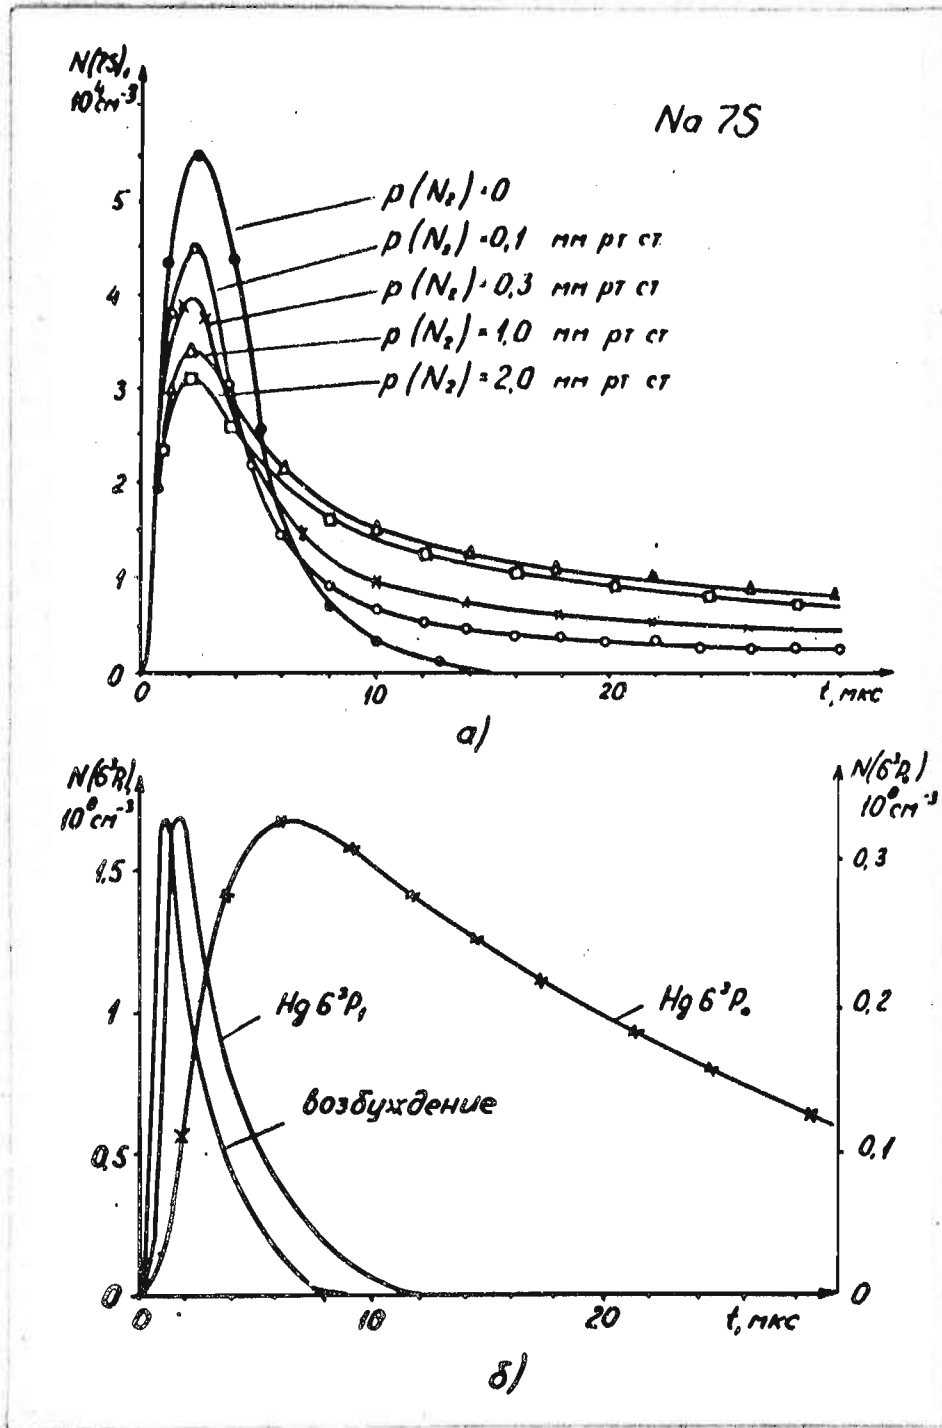 N(7S),
10⁴см⁻³
Na 7S
p(N₂)=0
p(N₂)=0,1 мм рт ст
p(N₂)=0,3 мм рт ст
p(N₂)=1,0 мм рт ст
p(N₂)=2,0 мм рт ст
5
4
3
2
1
0
0 10 20 t, мкс
а)
N(6³P₁)
10⁸см⁻³
N(6³P₀)
10⁸см⁻³
1,5
0,3
1
0,2
Hg 6³P₁
Hg 6³P₀
возбуждение
0,5
0,1
0
0
0 10 20 t, мкс
б)